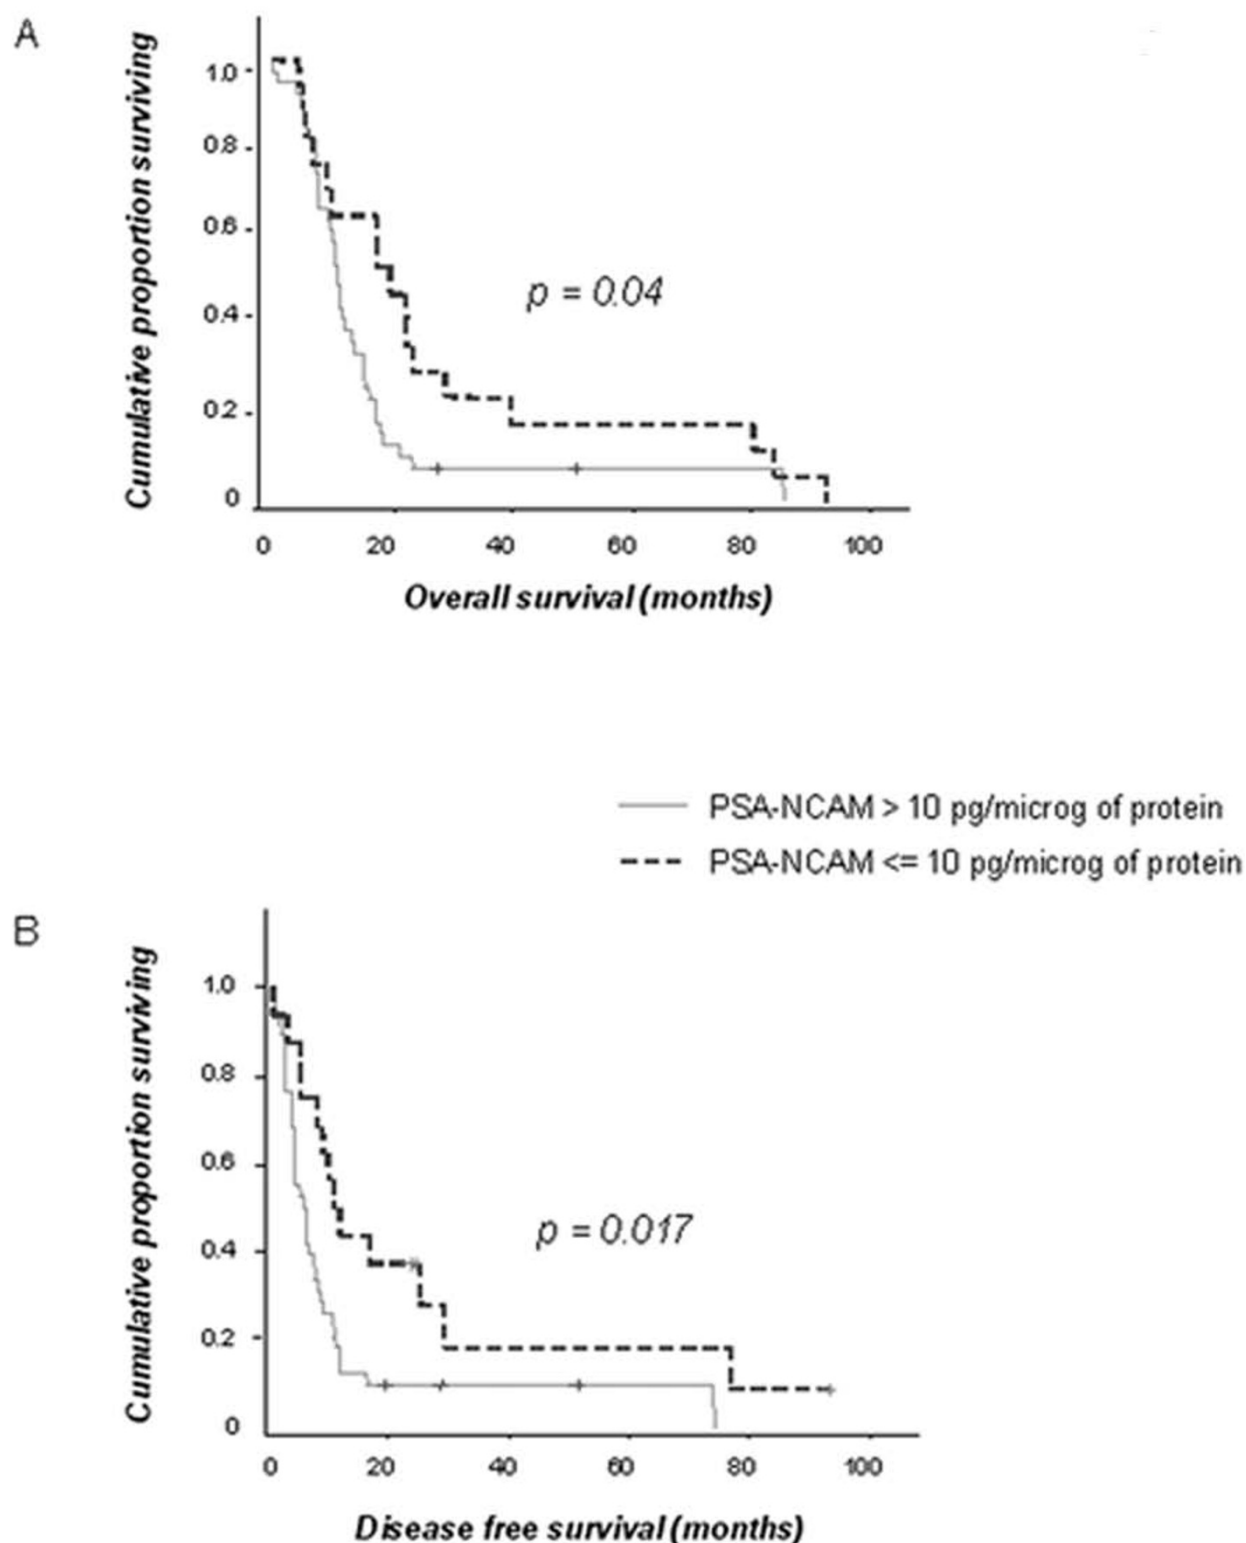 A
Cumulative proportion surviving
1.0
0.8
0.6
0.4
0.2
0
p = 0.04
0 20 40 60 80 100
Overall survival (months)
PSA-NCAM > 10 pg/microg of protein
PSA-NCAM <= 10 pg/microg of protein
B
Cumulative proportion surviving
1.0
0.8
0.6
0.4
0.2
0
p = 0.017
0 20 40 60 80 100
Disease free survival (months)